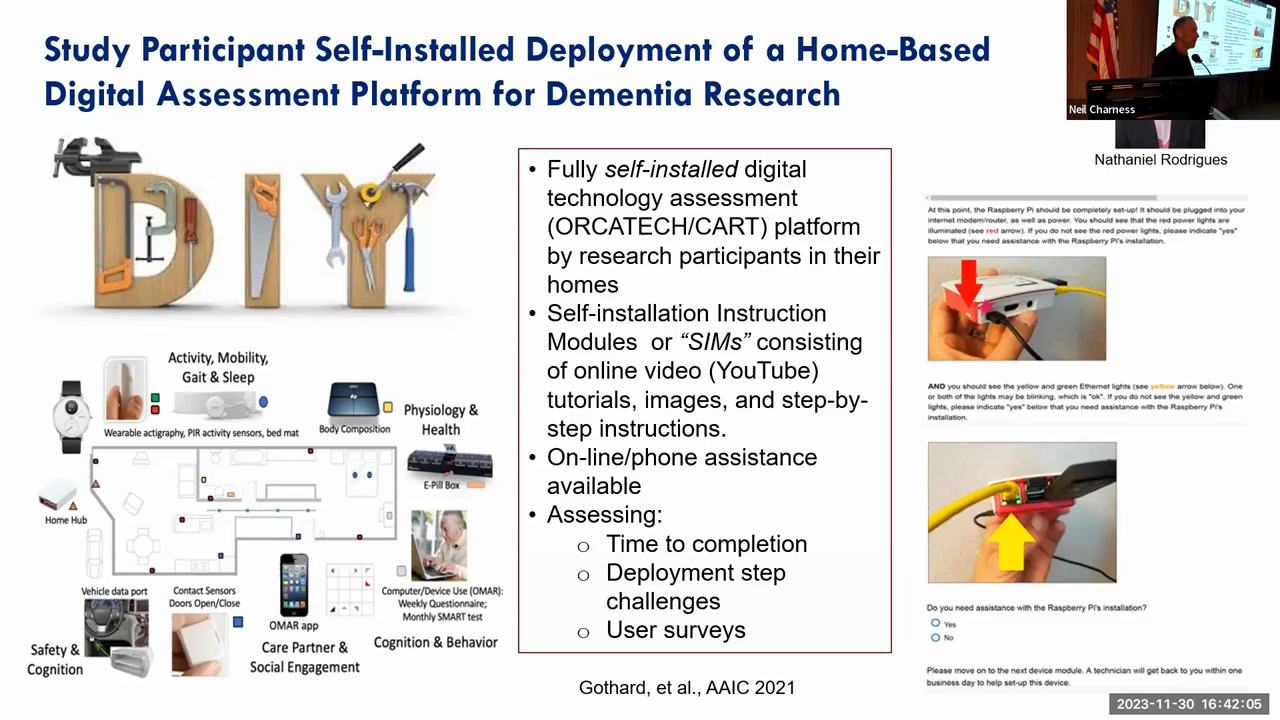 Study Participant Self-Installed Deployment of a Home-Based
Digital Assessment Platform for Dementia Research
DIY
Neil Charness
Nathaniel Rodrigues
DIY
Activity, Mobility,
Gait & Sleep
Wearable actigraphy, PIR activity sensors, bed mat
Body Composition
Physiology &
Health
E-Pill Box
Home Hub
Vehicle data port
Contact Sensors
Doors Open/Close
OMAR app
Computer/Device Use (OMAR):
Weekly Questionnaire;
Monthly SMART test
Safety &
Cognition
Care Partner &
Social Engagement
Cognition & Behavior
• Fully self-installed digital
technology assessment
(ORCATECH/CART) platform
by research participants in their
homes
• Self-installation Instruction
Modules or “SIMs” consisting
of online video (YouTube)
tutorials, images, and step-by-
step instructions.
• On-line/phone assistance
available
• Assessing:
o Time to completion
o Deployment step
challenges
o User surveys
Gothard, et al., AAIC 2021
At this point, the Raspberry Pi should be completely set-up! It should be plugged into your
internet modem/router, as well as power. You should see that the red power lights are
illuminated (see red arrow). If you do not see the red power lights, please indicate "yes"
below that you need assistance with the Raspberry Pi's installation.
AND you should see the yellow and green Ethernet lights (see yellow arrow below). One
or both of the lights may be blinking, which is "ok". If you do not see the yellow and green
lights, please indicate "yes" below that you need assistance with the Raspberry Pi's
installation.
Do you need assistance with the Raspberry Pi's installation?
Yes
No
Please move on to the next device module. A technician will get back to you within one
business day to help set-up this device.
2023-11-30 16:42:05